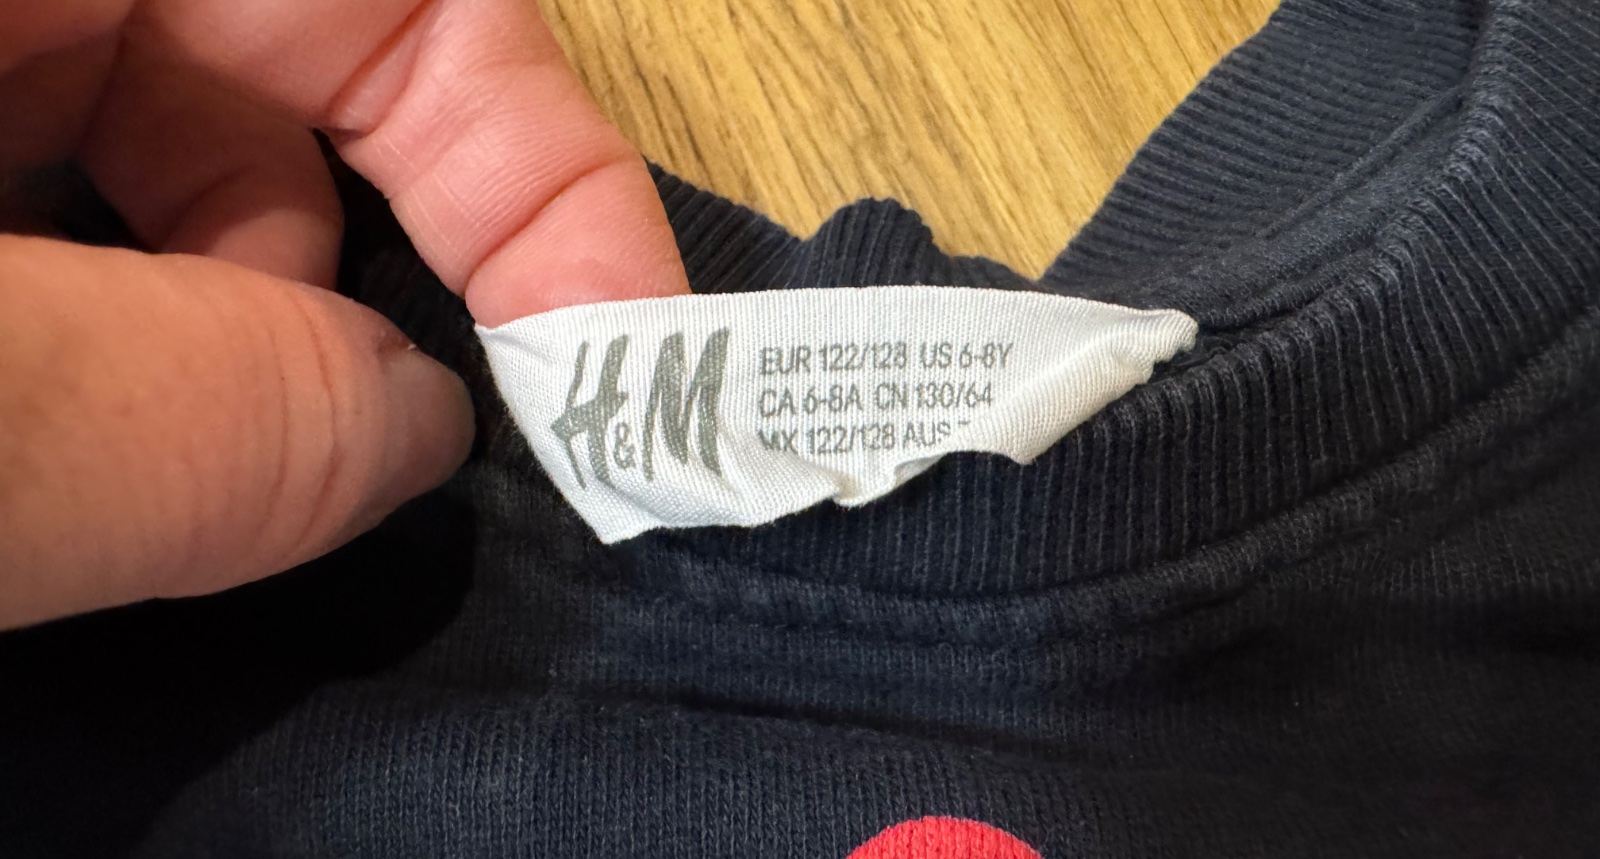 H&M
EUR 122/128 US 6-8Y
CA 6-8A CN 130/64
MX 122/128 AUS